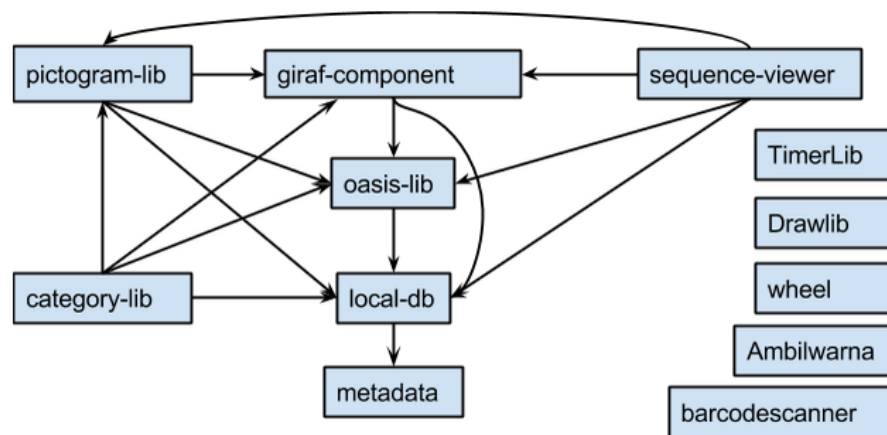 pictogram-lib
giraf-component
sequence-viewer
TimerLib
oasis-lib
Drawlib
category-lib
local-db
wheel
Ambilwarna
metadata
barcodescanner